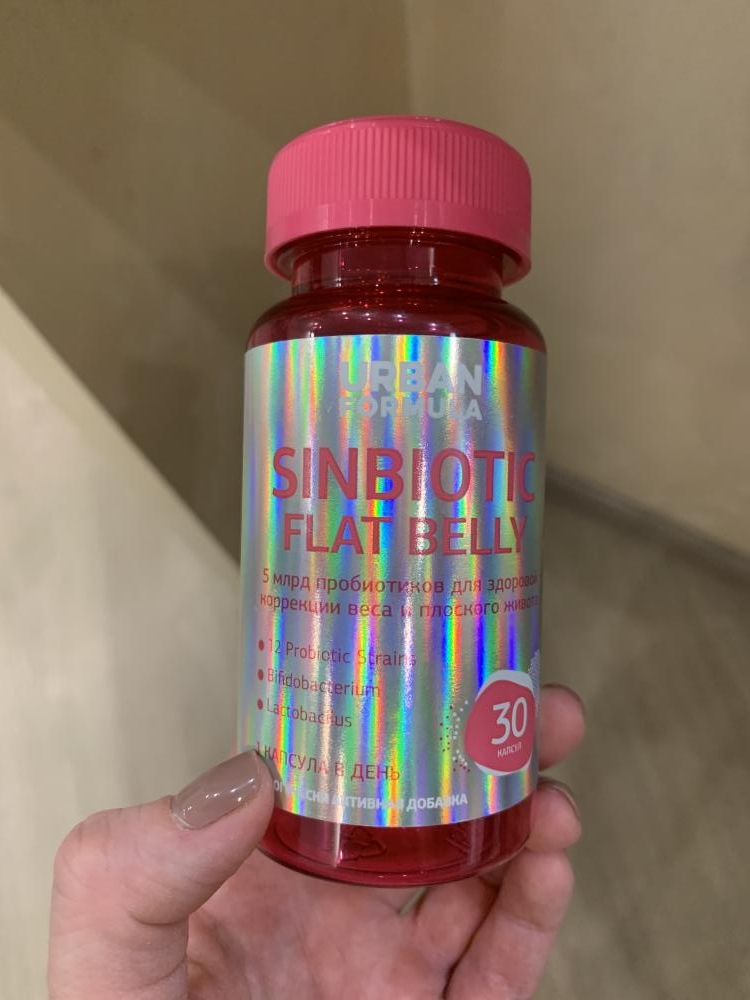 URBAN
FORMULA
SINBIOTIC
FLAT BELLY
5 млрд пробиотиков для здоровой
коррекции веса и плоского живота
• 12 Probiotic Strains
• Bifidobacterium
• Lactobacillus
30
КАПСУЛ
1 КАПСУЛА В ДЕНЬ
АКТИВНАЯ ДОБАВКА